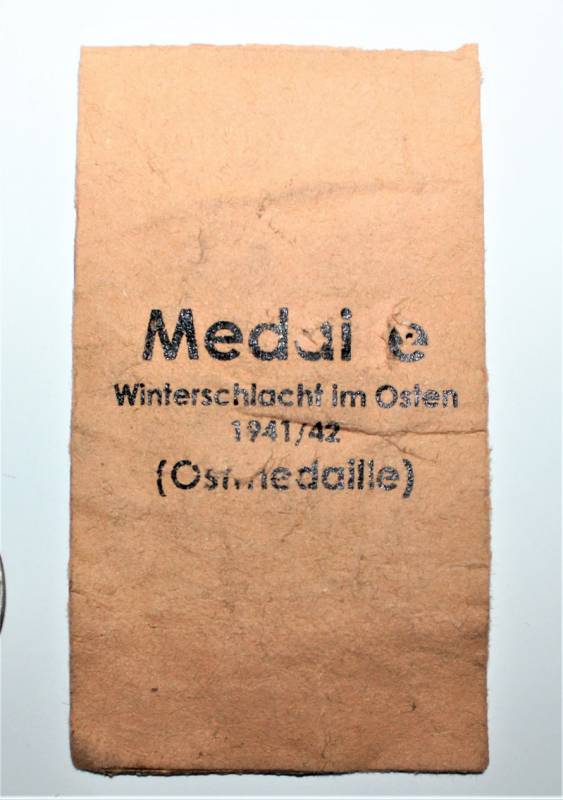 Medaille
Winterschlacht im Osten
1941/42
(Ostmedaille)